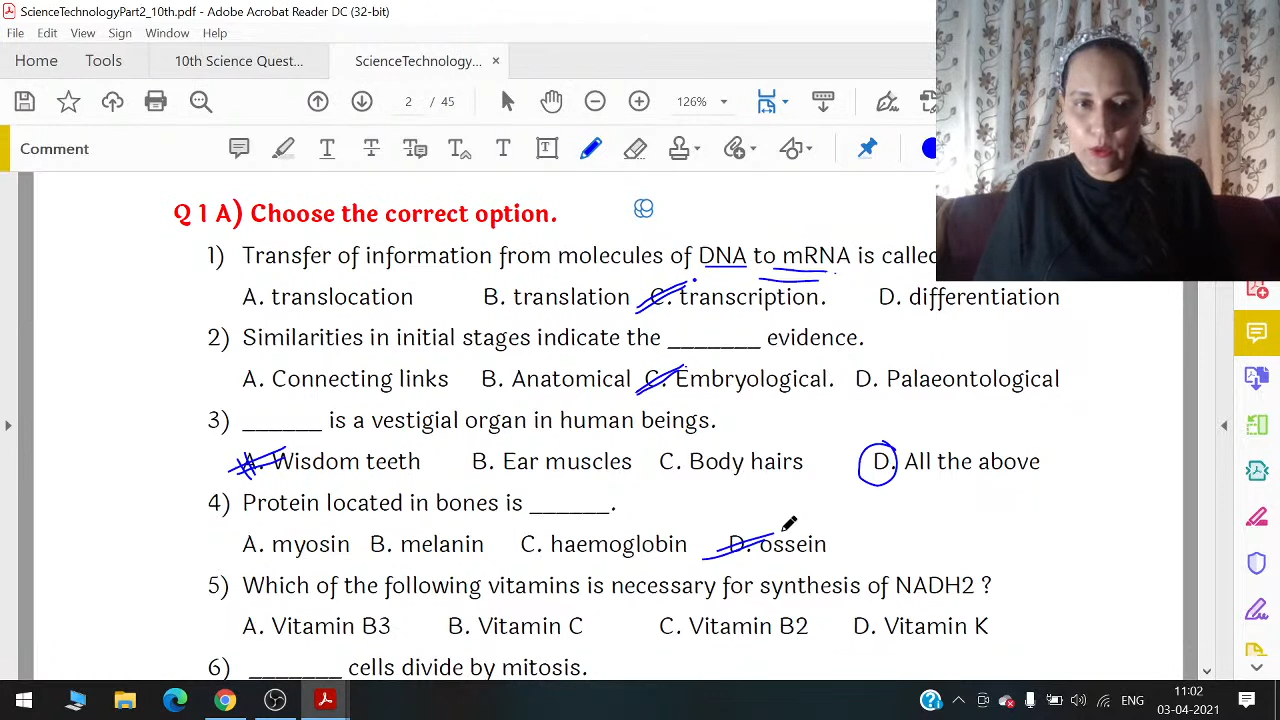 ScienceTechnologyPart2_10th.pdf - Adobe Acrobat Reader DC (32-bit)
File Edit View Sign Window Help
Home Tools 10th Science Quest... ScienceTechnology... ×
2 / 45 126%
Comment
Q 1 A) Choose the correct option.
1) Transfer of information from molecules of DNA to mRNA is called
A. translocation B. translation C. transcription. D. differentiation
2) Similarities in initial stages indicate the _______ evidence.
A. Connecting links B. Anatomical C. Embryological. D. Palaeontological
3) ______ is a vestigial organ in human beings.
A. Wisdom teeth B. Ear muscles C. Body hairs D. All the above
4) Protein located in bones is ______.
A. myosin B. melanin C. haemoglobin D. ossein
5) Which of the following vitamins is necessary for synthesis of NADH2 ?
A. Vitamin B3 B. Vitamin C C. Vitamin B2 D. Vitamin K
6) _______ cells divide by mitosis.
ENG 11:02
03-04-2021